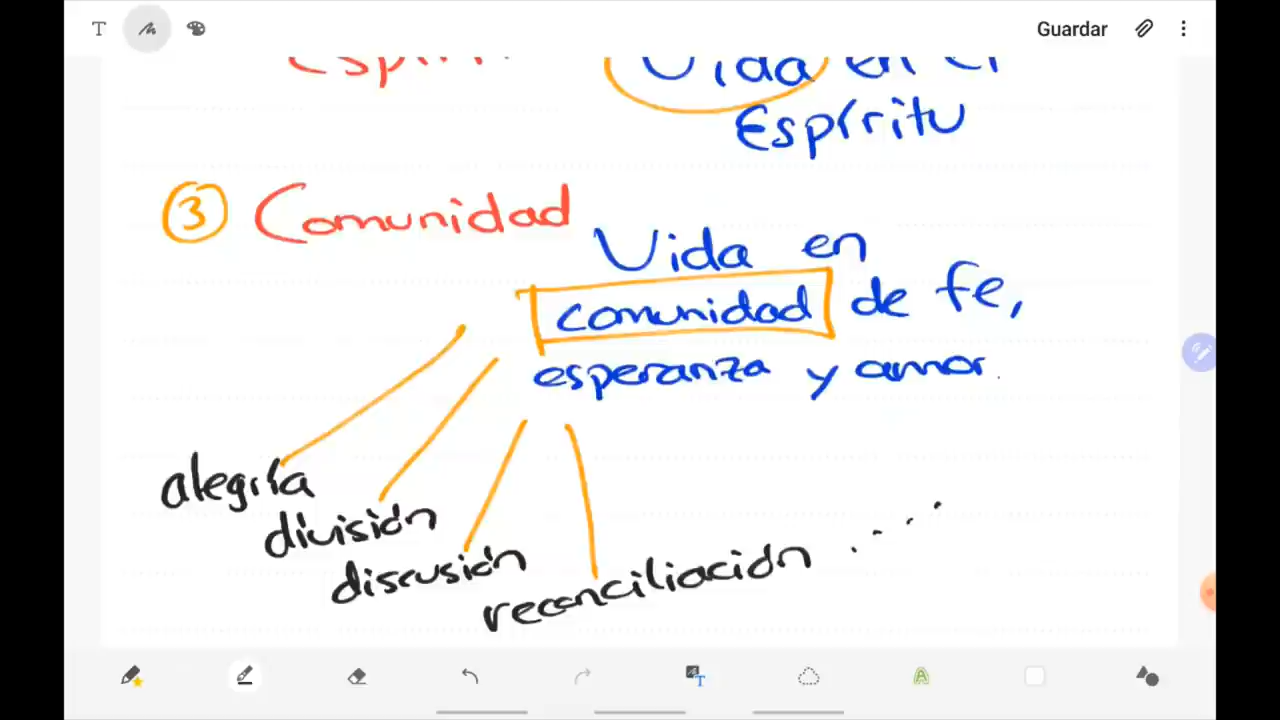 T
Guardar
Vida en el
Espíritu
③ Comunidad
Vida en
comunidad de fe,
esperanza y amor.
alegría
división
discusión
reconciliación .....